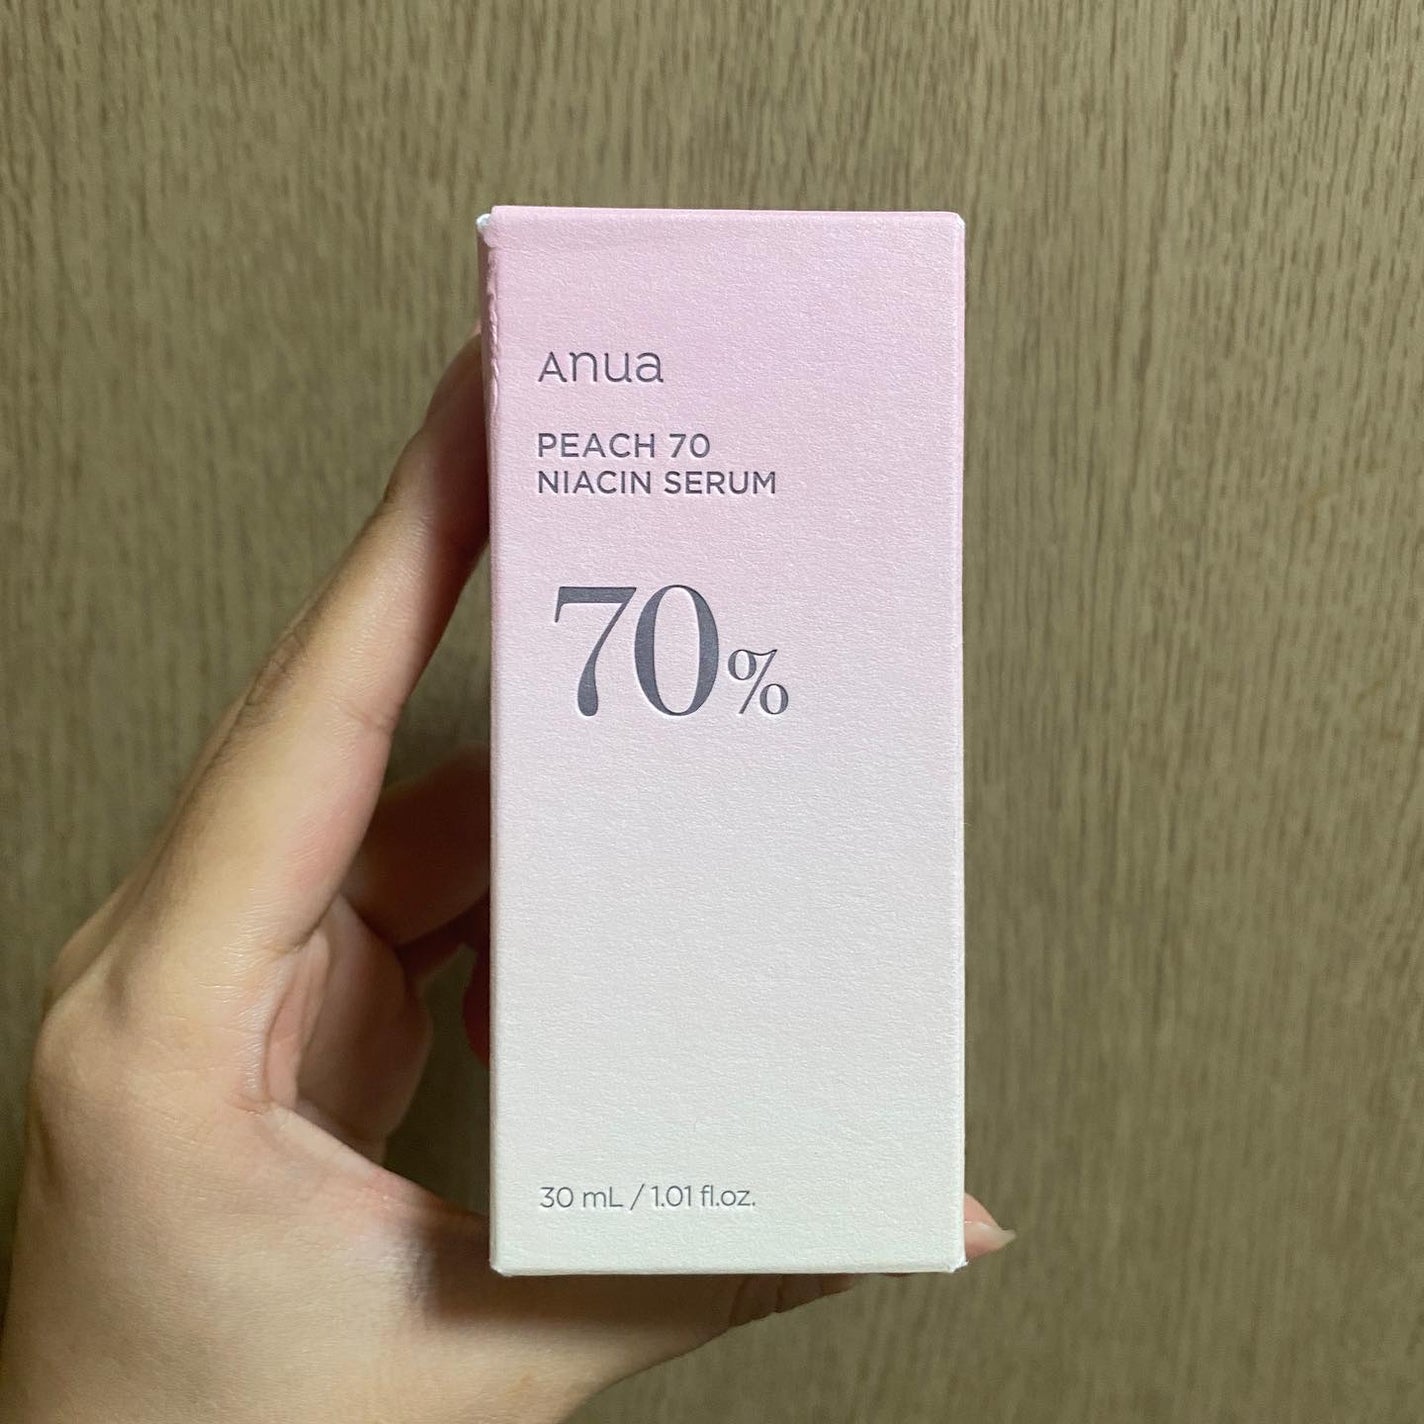 Anua
PEACH 70
NIACIN SERUM
70%
30 mL / 1.01 fl.oz.